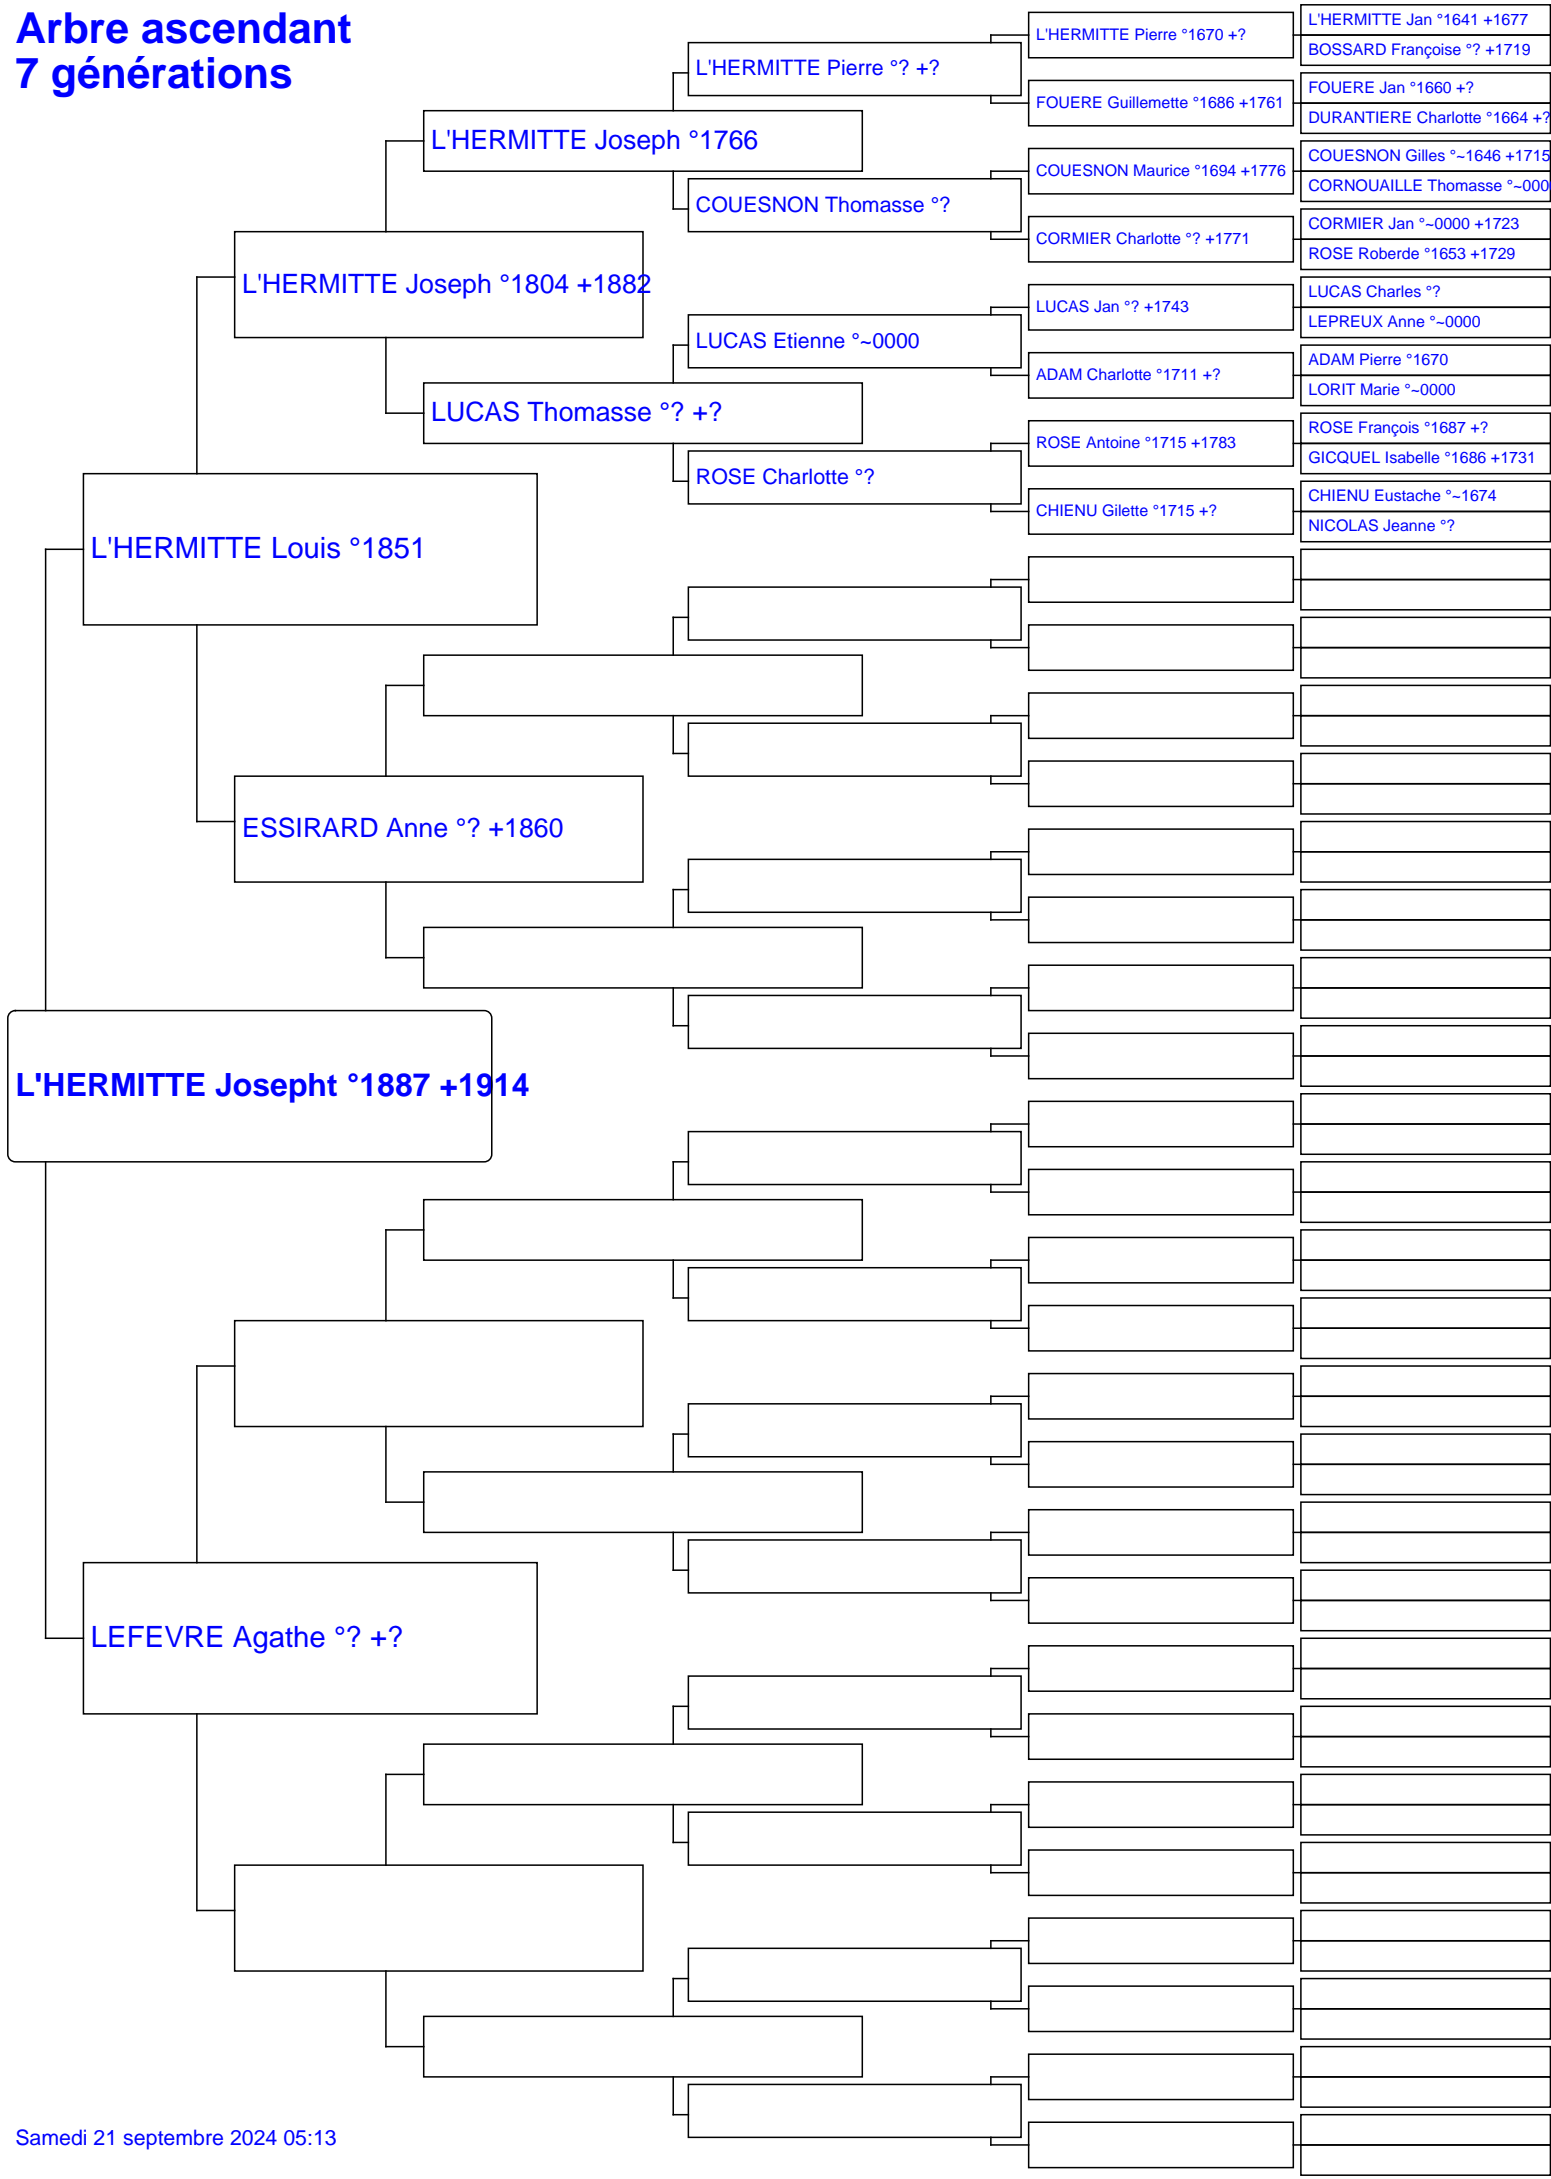 Arbre ascendant
7 générations
L'HERMITTE Jan °1641 +1677
L'HERMITTE Pierre °1670 +?
BOSSARD Françoise °? +1719
L'HERMITTE Pierre °? +?
FOUERE Jan °1660 +?
FOUERE Guillemette °1686 +1761
DURANTIERE Charlotte °1664 +?
L'HERMITTE Joseph °1766
COUESNON Gilles °~1646 +1715
COUESNON Maurice °1694 +1776
CORNOUAILLE Thomasse °~000
COUESNON Thomasse °?
CORMIER Jan °~0000 +1723
CORMIER Charlotte °? +1771
ROSE Roberde °1653 +1729
L'HERMITTE Joseph °1804 +1882
LUCAS Charles °?
LUCAS Jan °? +1743
LEPREUX Anne °~0000
LUCAS Etienne °~0000
ADAM Pierre °1670
ADAM Charlotte °1711 +?
LORIT Marie °~0000
LUCAS Thomasse °? +?
ROSE François °1687 +?
ROSE Antoine °1715 +1783
GICQUEL Isabelle °1686 +1731
ROSE Charlotte °?
CHIENU Eustache °~1674
CHIENU Gilette °1715 +?
NICOLAS Jeanne °?
L'HERMITTE Louis °1851
ESSIRARD Anne °? +1860
L'HERMITTE Josepht °1887 +1914
LEFEVRE Agathe °? +?
Samedi 21 septembre 2024 05:13